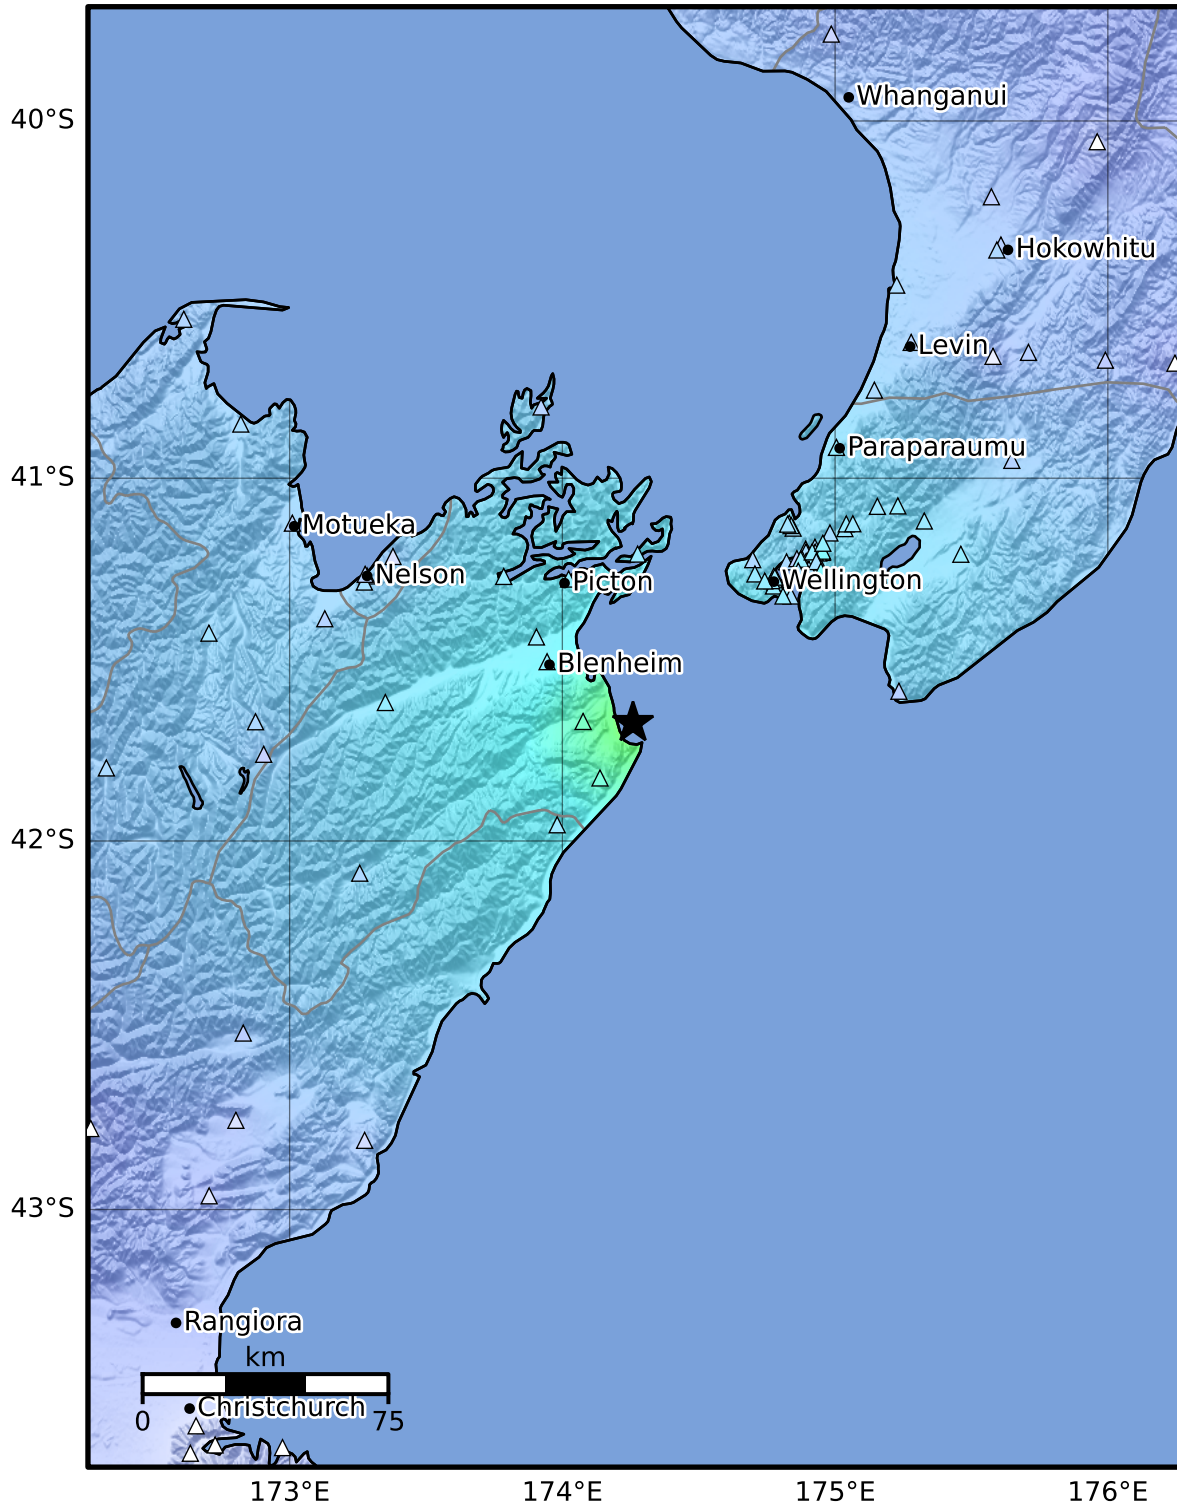 Whanganui
40°S
Hokowhitu
Levin
Paraparaumu
41°S
Motueka
Nelson
Picton
Wellington
Blenheim
42°S
43°S
Rangiora
km
Christchurch
0
75
173°E
174°E
175°E
176°E